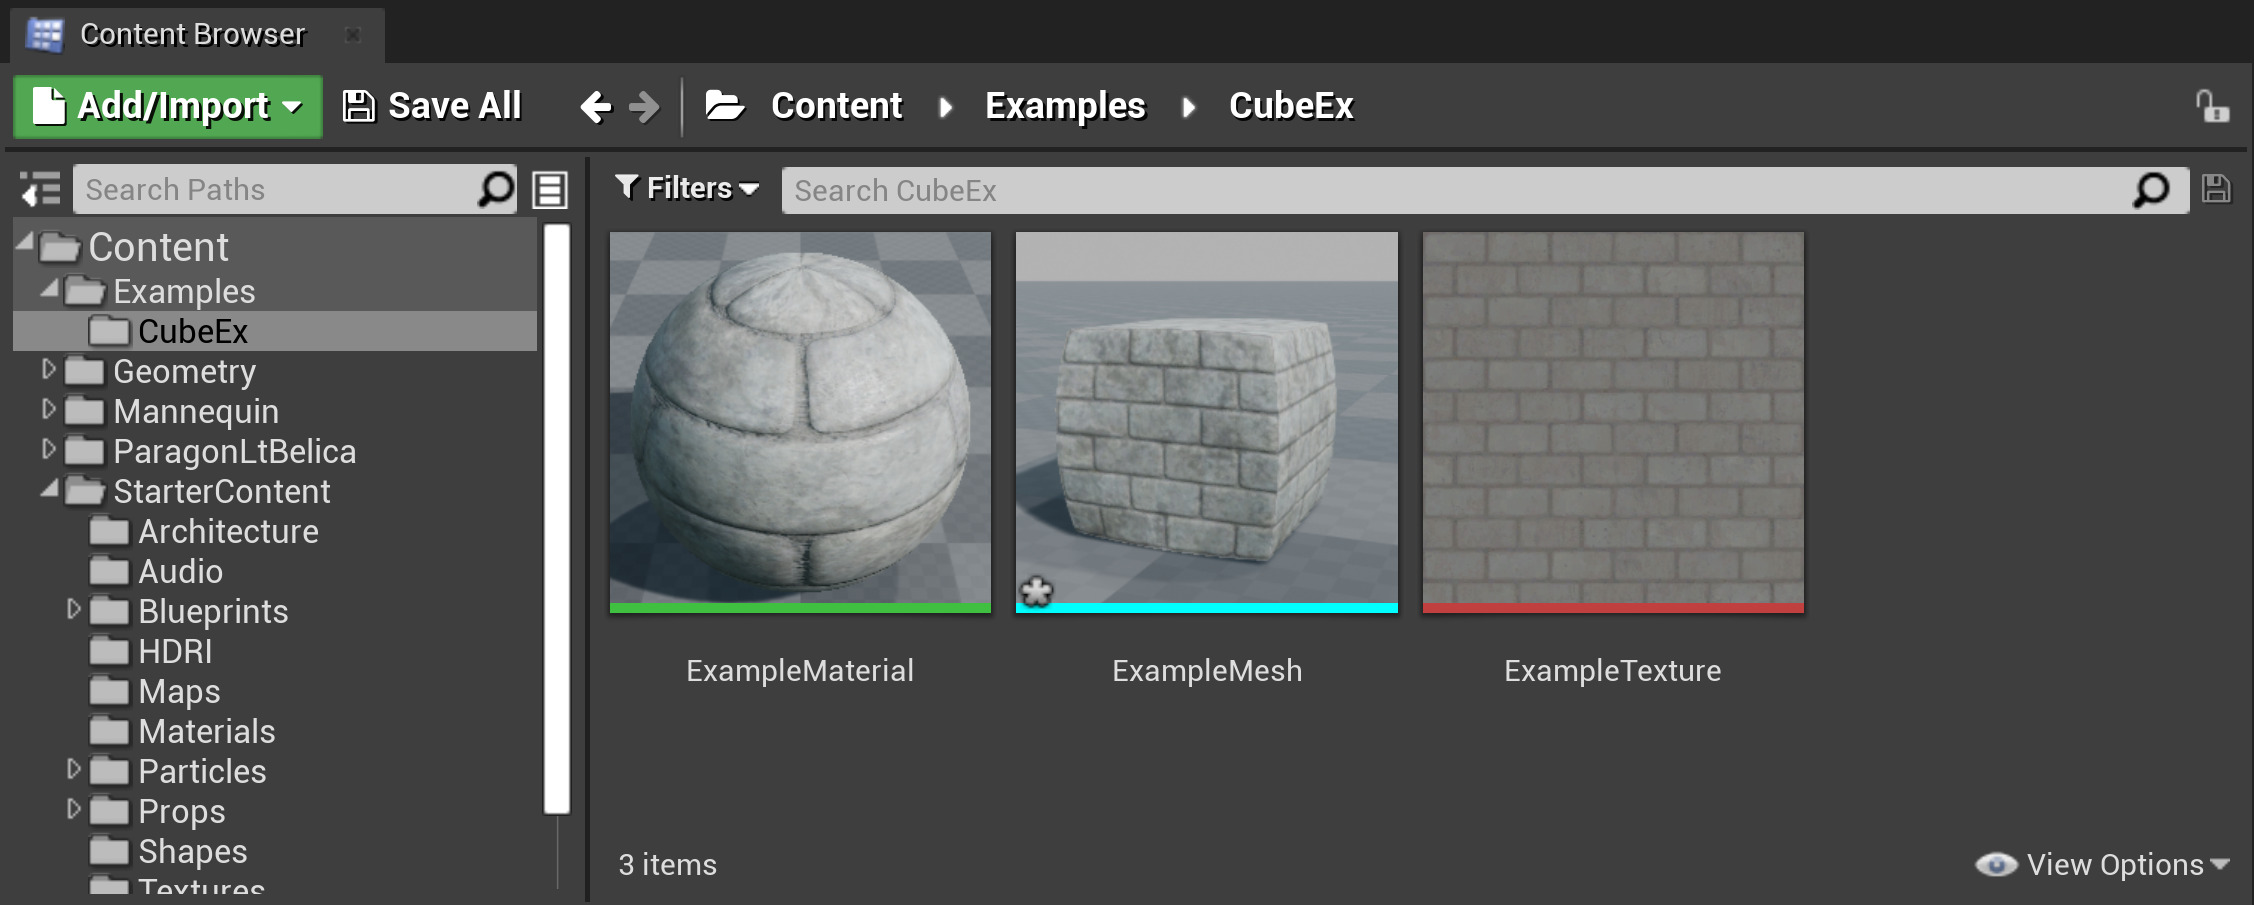 Content Browser
Add/Import Save All Content Examples CubeEx
Search Paths
Filters Search CubeEx
Content
Examples
CubeEx
Geometry
Mannequin
ParagonLtBelica
StarterContent
Architecture
Audio
Blueprints
HDRI
Maps
Materials
Particles
Props
Shapes
Textures
ExampleMaterial ExampleMesh ExampleTexture
3 items View Options